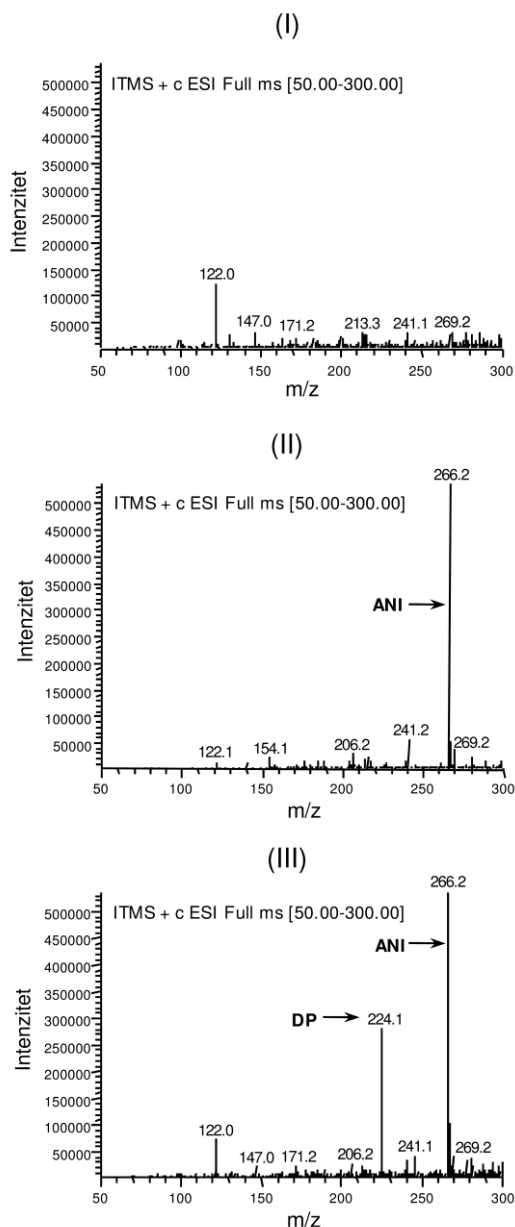 (I)
ITMS + c ESI Full ms [50.00-300.00]
Intenzitet
500000
450000
400000
350000
300000
250000
200000
150000
100000
50000
122.0
147.0 171.2 213.3 241.1 269.2
50 100 150 200 250 300
m/z
(II)
266.2
ITMS + c ESI Full ms [50.00-300.00]
Intenzitet
500000
450000
400000
350000
300000
250000
200000
150000
100000
50000
ANI
122.1 154.1 206.2 241.2 269.2
50 100 150 200 250 300
m/z
(III)
266.2
ITMS + c ESI Full ms [50.00-300.00]
Intenzitet
500000
450000
400000
350000
300000
250000
200000
150000
100000
50000
ANI
DP
224.1
122.0 147.0 171.2 206.2 241.1 269.2
50 100 150 200 250 300
m/z